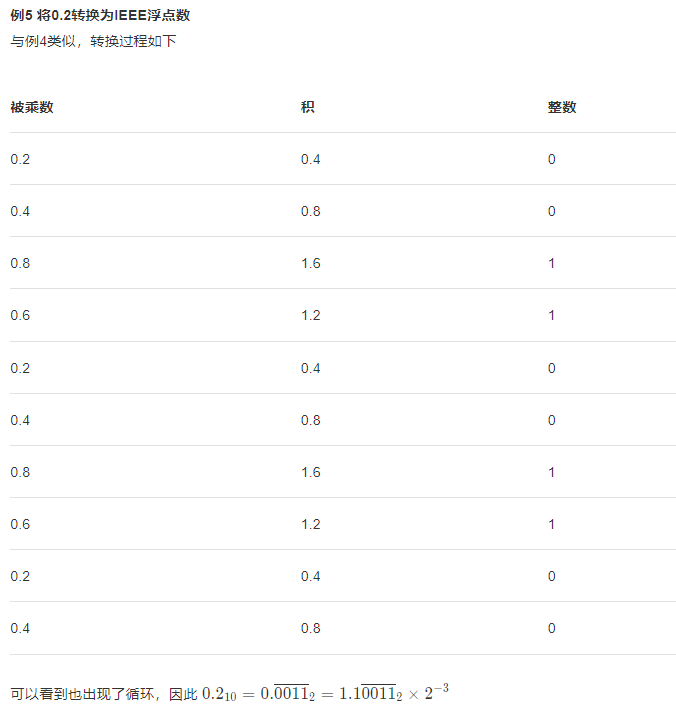 例5 将0.2转换为IEEE浮点数
与例4类似，转换过程如下
被乘数 积 整数
0.2 0.4 0
0.4 0.8 0
0.8 1.6 1
0.6 1.2 1
0.2 0.4 0
0.4 0.8 0
0.8 1.6 1
0.6 1.2 1
0.2 0.4 0
0.4 0.8 0
可以看到也出现了循环，因此 $0.2_{10} = 0.\overline{0011}_2 = 1.1\overline{0011}_2 \times 2^{-3}$